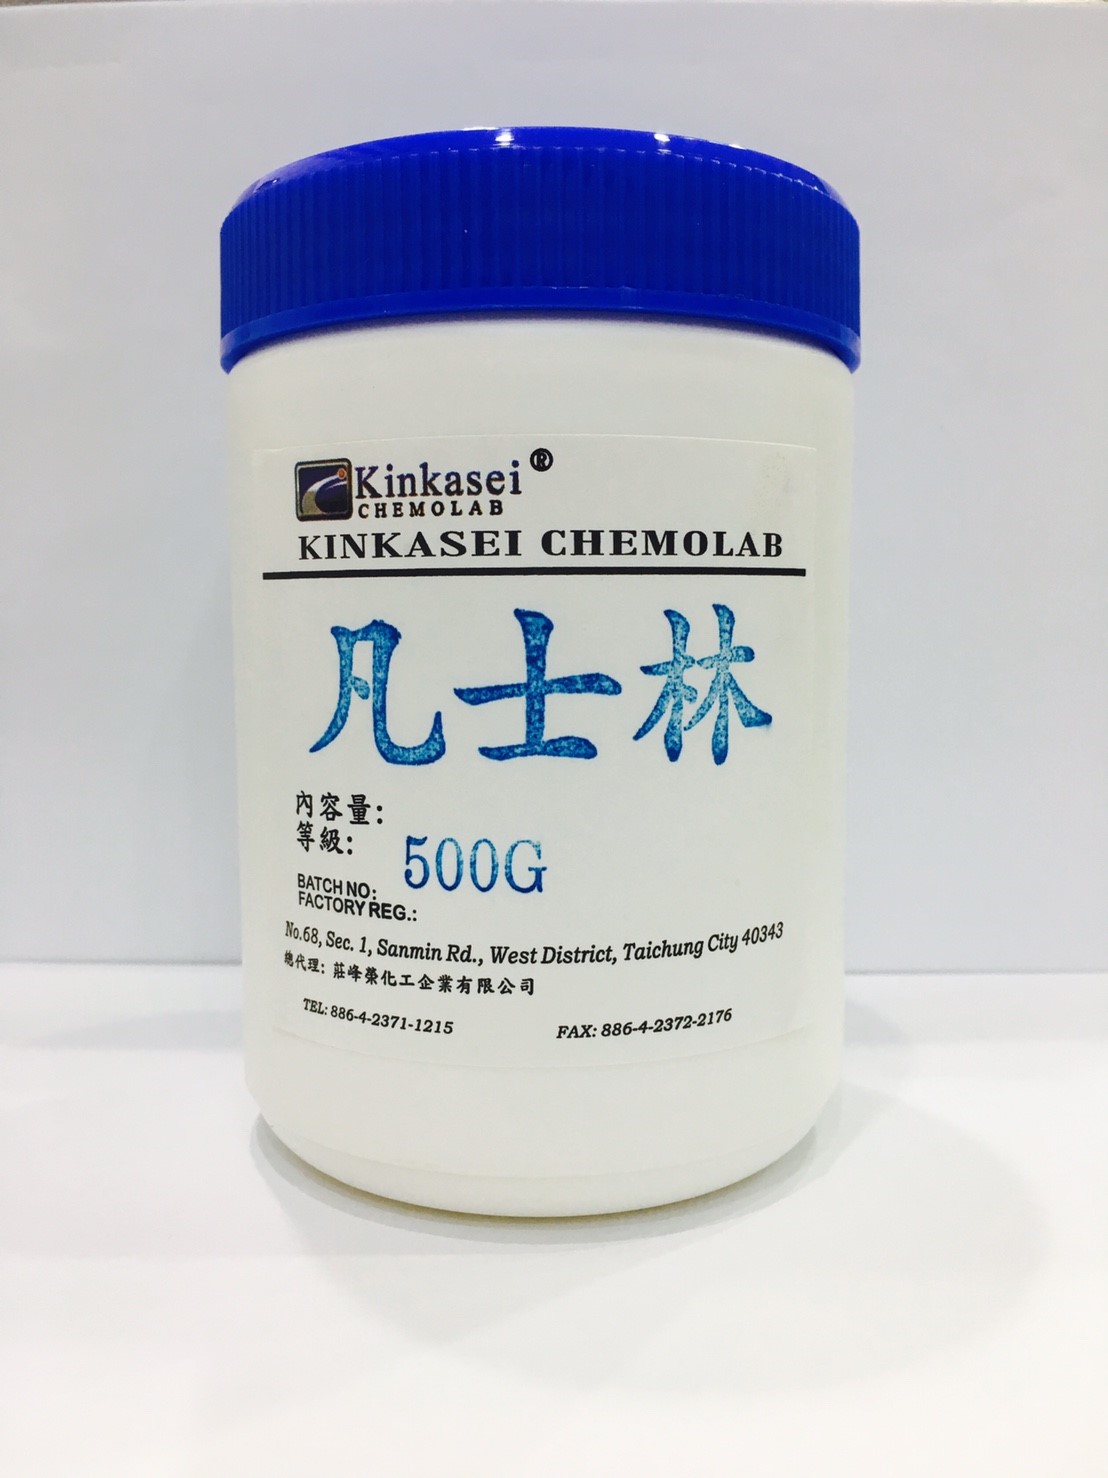 Kinkasei®
CHEMOLAB
KINKASEI CHEMOLAB
凡士林
內容量:
等級:
500G
BATCH NO:
FACTORY REG.:
No.68, Sec. 1, Sanmin Rd., West District, Taichung City 40343
總代理: 莊峰榮化工企業有限公司
TEL: 886-4-2371-1215 FAX: 886-4-2372-2176